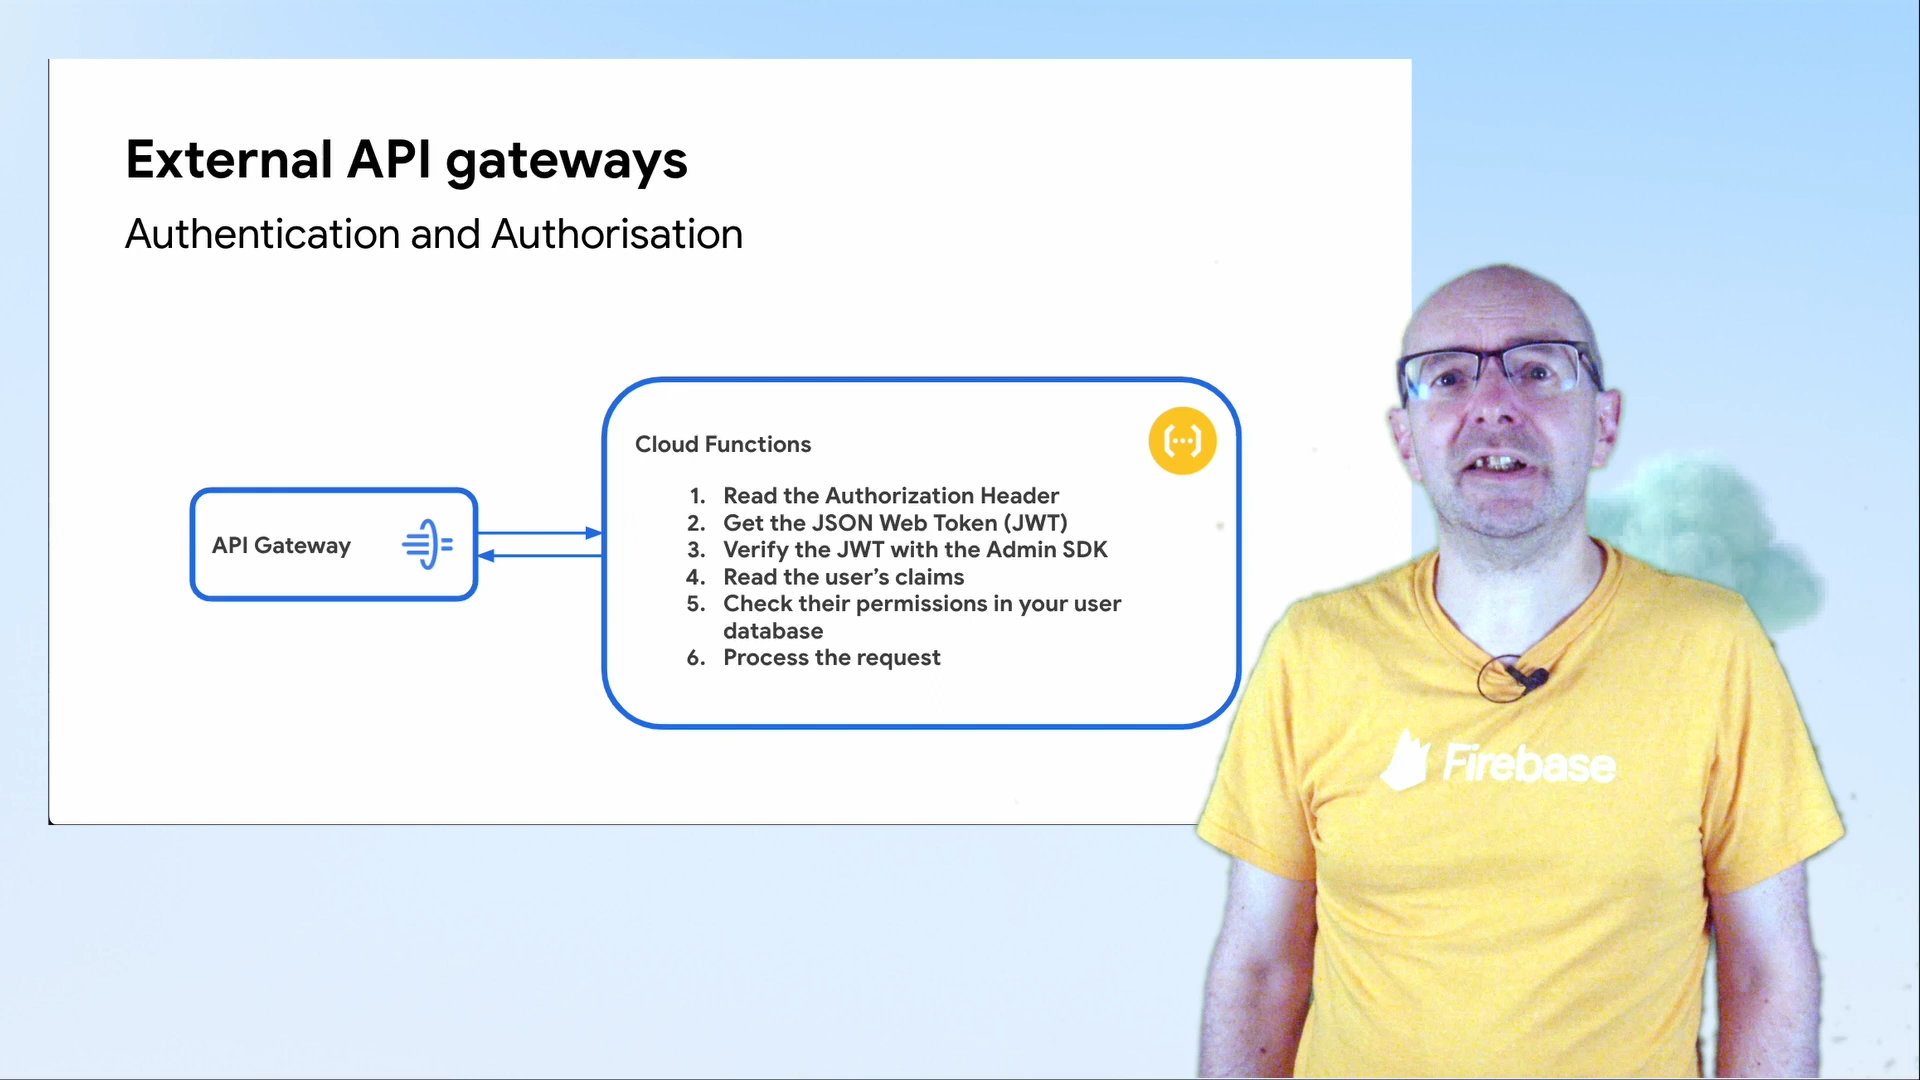 External API gateways
Authentication and Authorisation
API Gateway
Cloud Functions
1. Read the Authorization Header
2. Get the JSON Web Token (JWT)
3. Verify the JWT with the Admin SDK
4. Read the user's claims
5. Check their permissions in your user
database
6. Process the request
Firebase